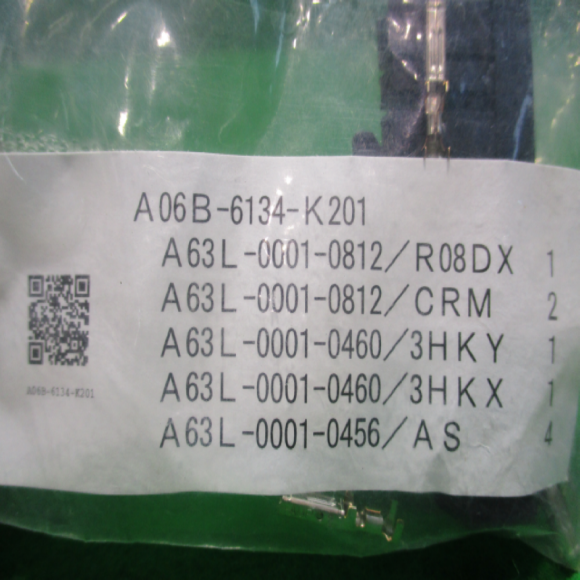 A06B-6134-K201
A63L-0001-0812/R08DX 1
A63L-0001-0812/CRM 2
A63L-0001-0460/3HKY 1
A63L-0001-0460/3HKX 1
A63L-0001-0456/AS 4
A06B-6134-K201